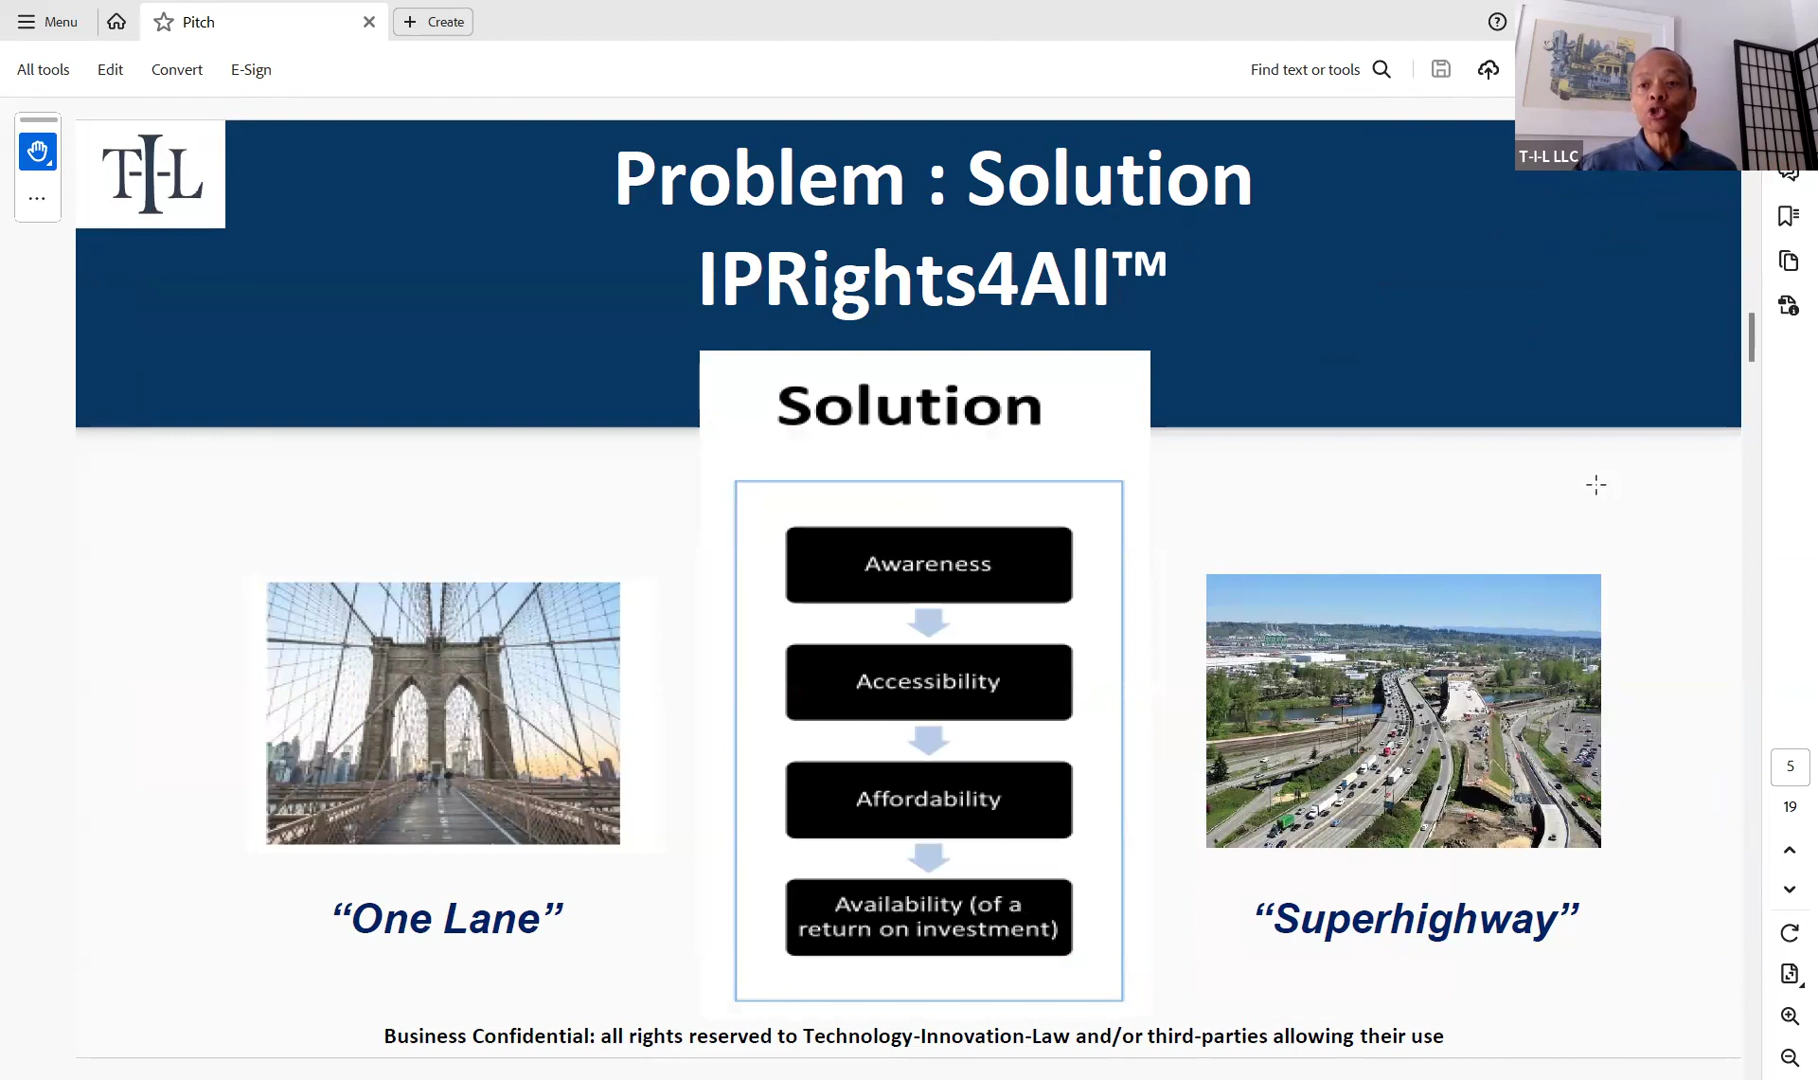 Menu
Pitch
Create
All tools
Edit
Convert
E-Sign
Find text or tools
T-I-L LLC
T-I-L
Problem : Solution
IPRights4All™
Solution
Awareness
Accessibility
Affordability
Availability (of a
return on investment)
“One Lane”
“Superhighway”
5
19
Business Confidential: all rights reserved to Technology-Innovation-Law and/or third-parties allowing their use